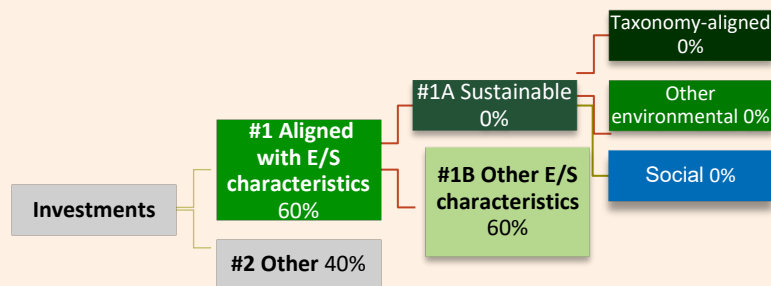 Investments
#1 Aligned
with E/S
characteristics
60%
#2 Other 40%
#1A Sustainable
0%
#1B Other E/S
characteristics
60%
Taxonomy-aligned
0%
Other
environmental 0%
Social 0%